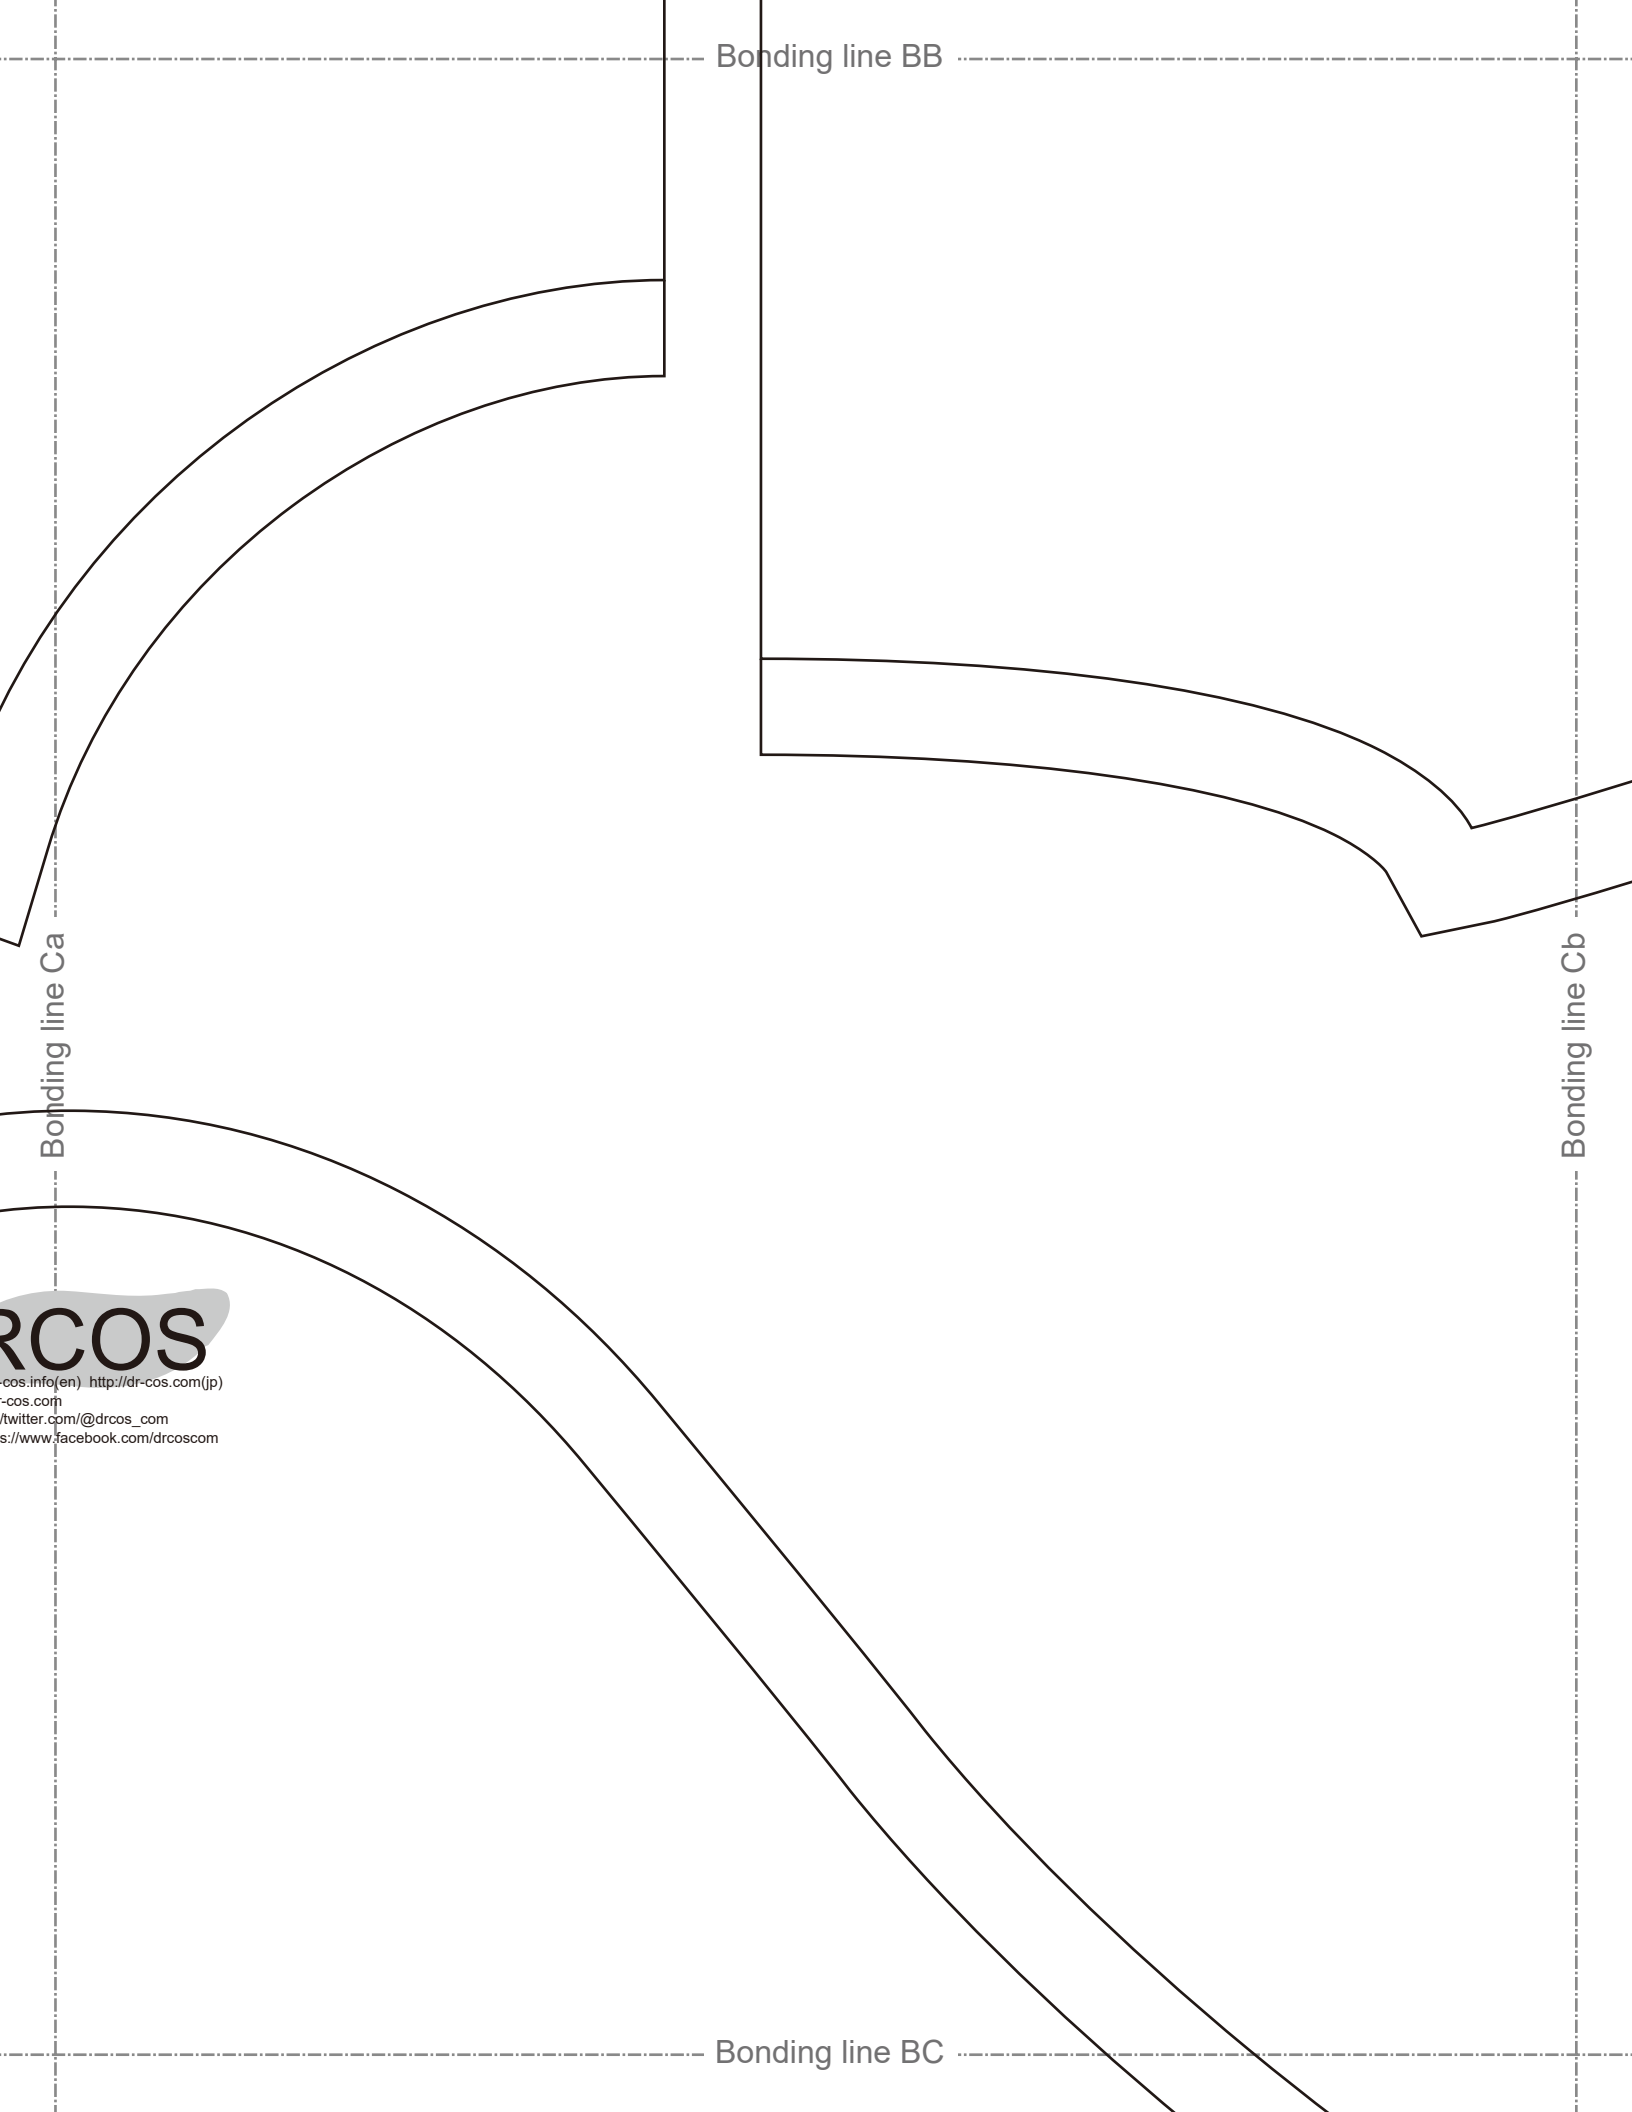 Bonding line BB
Bonding line Ca
Bonding line Cb
RCOS
-cos.info(en) http://dr-cos.com(jp)
r-cos.com
/twitter.com/@drcos_com
s://www.facebook.com/drcoscom
Bonding line BC